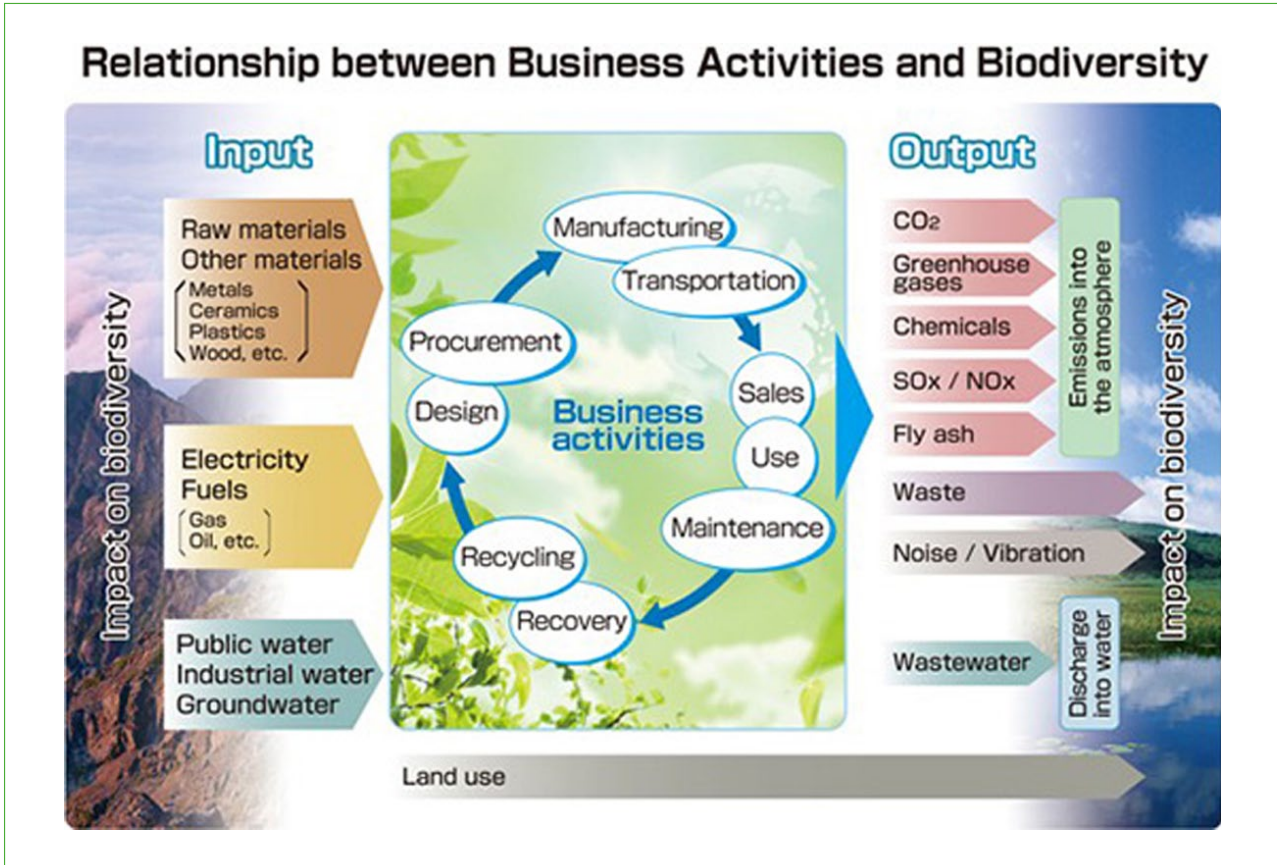 Relationship between Business Activities and Biodiversity
Input
Output
Impact on biodiversity
Raw materials
Other materials
Metals
Ceramics
Plastics
Wood, etc.
Electricity
Fuels
Gas
Oil, etc.
Public water
Industrial water
Groundwater
Business
activities
Manufacturing
Transportation
Sales
Use
Maintenance
Recovery
Recycling
Design
Procurement
CO₂
Greenhouse
gases
Chemicals
SOx / NOx
Fly ash
Emissions into
the atmosphere
Waste
Noise / Vibration
Wastewater
Discharge
into water
Impact on biodiversity
Land use